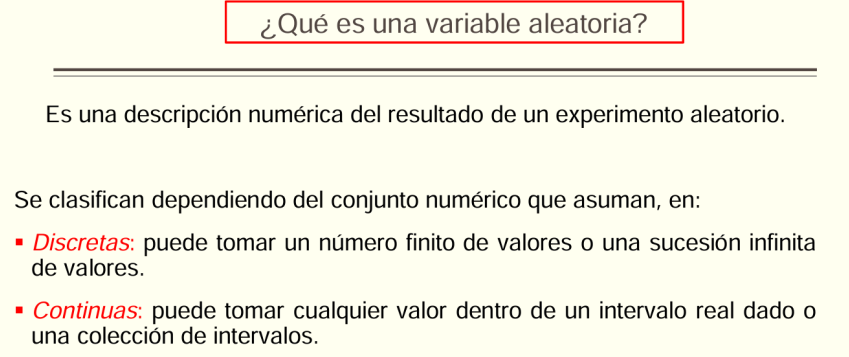 ¿Qué es una variable aleatoria?
Es una descripción numérica del resultado de un experimento aleatorio.
Se clasifican dependiendo del conjunto numérico que asuman, en:
▪ Discretas: puede tomar un número finito de valores o una sucesión infinita
de valores.
▪ Continuas: puede tomar cualquier valor dentro de un intervalo real dado o
una colección de intervalos.